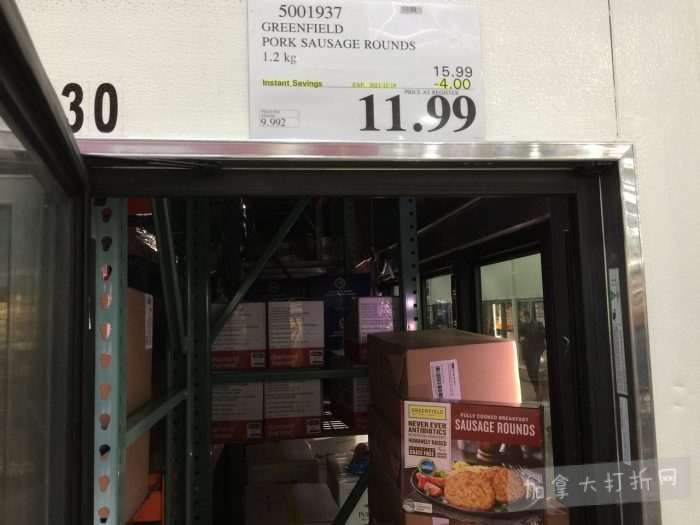 5001937
GREENFIELD
PORK SAUSAGE ROUNDS
1.2 kg
15.99
Instant Savings
-4.00
PRICE AT REGISTER
11.99
9.992
30
GREENFIELD
NEVER EVER
ANTIBIOTICS
HUMANELY
RAISED
FULLY COOKED BREAKFAST
SAUSAGE ROUNDS
加拿大打折网